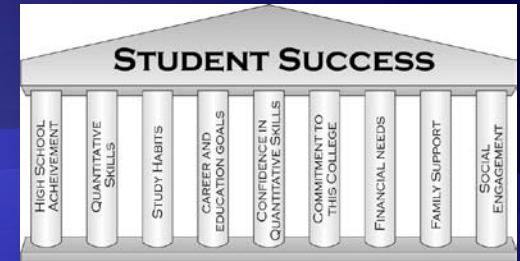 STUDENT SUCCESS
HIGH SCHOOL
ACHEIVEMENT
QUANTITATIVE
SKILLS
STUDY HABITS
CAREER AND
EDUCATION GOALS
CONFIDENCE IN
QUANTITATIVE SKILLS
COMMITMENT TO
THIS COLLEGE
FINANCIAL NEEDS
FAMILY SUPPORT
SOCIAL
ENGAGEMENT